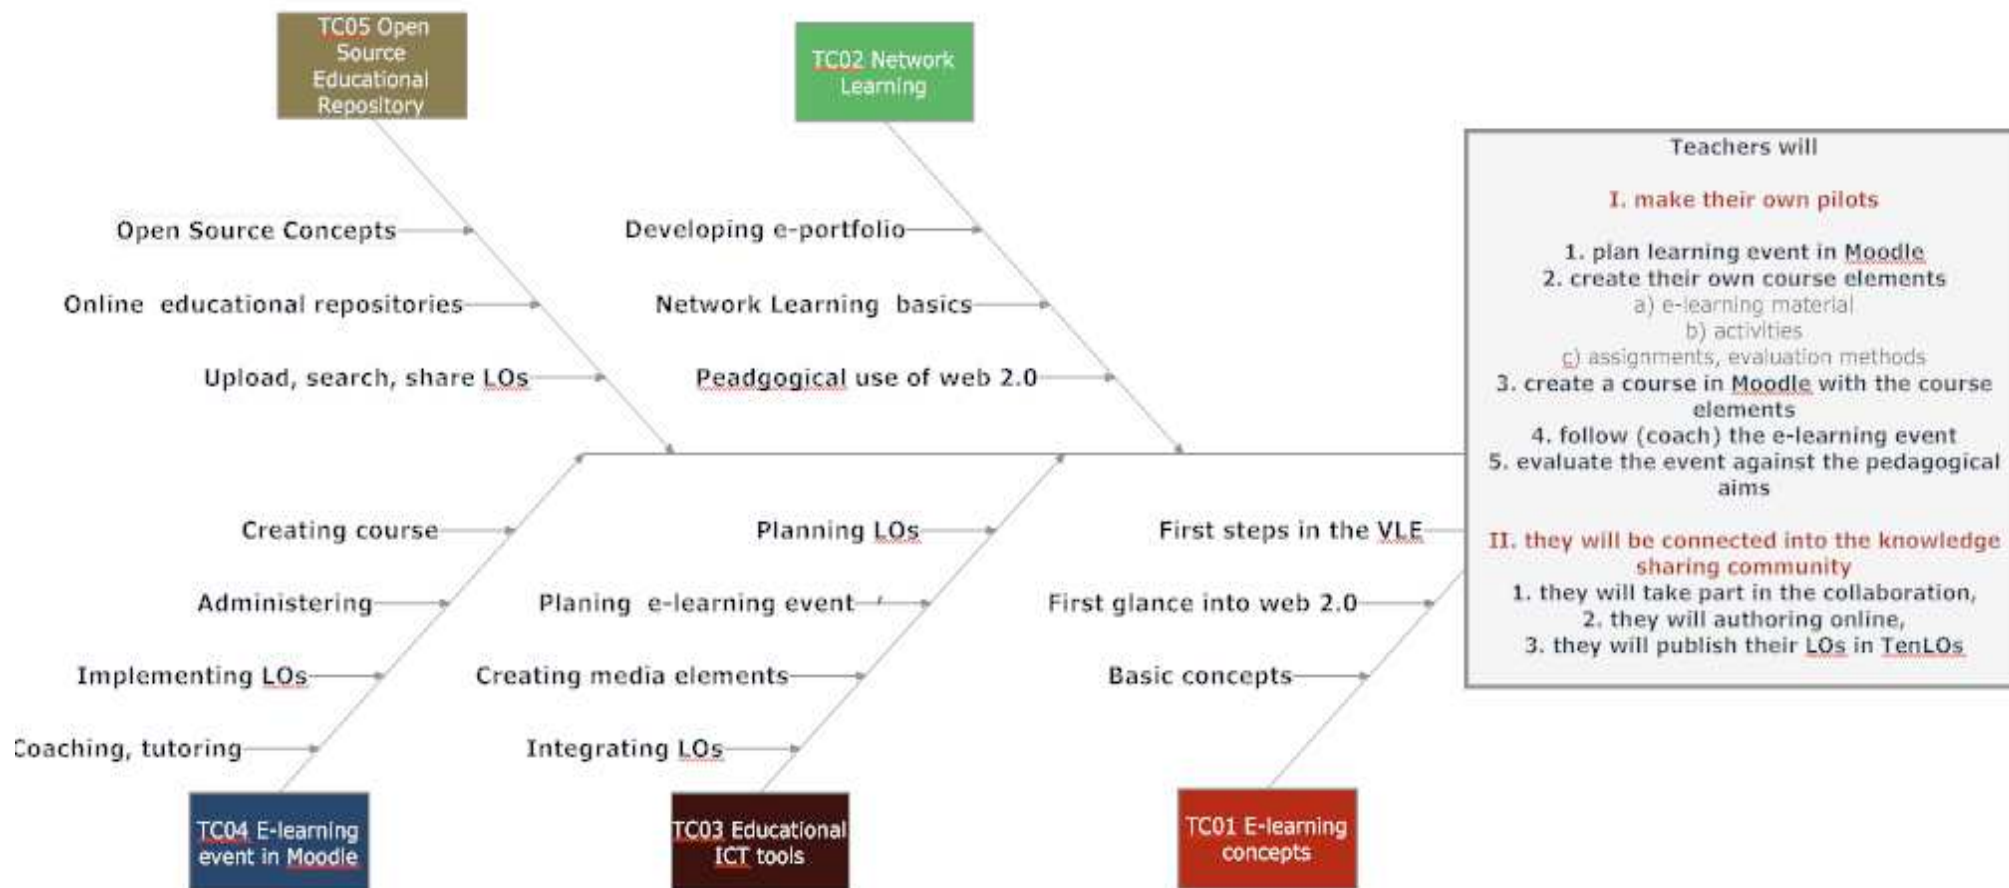 TC05 Open
Source
Educational
Repository
TC02 Network
Learning
Open Source Concepts
Online educational repositories
Upload, search, share LOs
Developing e-portfolio
Network Learning basics
Peadgogical use of web 2.0
Creating course
Administering
Implementing LOs
Coaching, tutoring
Planning LOs
Planing e-learning event
Creating media elements
Integrating LOs
First steps in the VLE
First glance into web 2.0
Basic concepts
TC04 E-learning
event in Moodle
TC03 Educational
ICT tools
TC01 E-learning
concepts
Teachers will
I. make their own pilots
1. plan learning event in Moodle
2. create their own course elements
a) e-learning material
b) activities
c) assignments, evaluation methods
3. create a course in Moodle with the course
elements
4. follow (coach) the e-learning event
5. evaluate the event against the pedagogical
aims
II. they will be connected into the knowledge
sharing community
1. they will take part in the collaboration,
2. they will authoring online,
3. they will publish their LOs in TenLOs